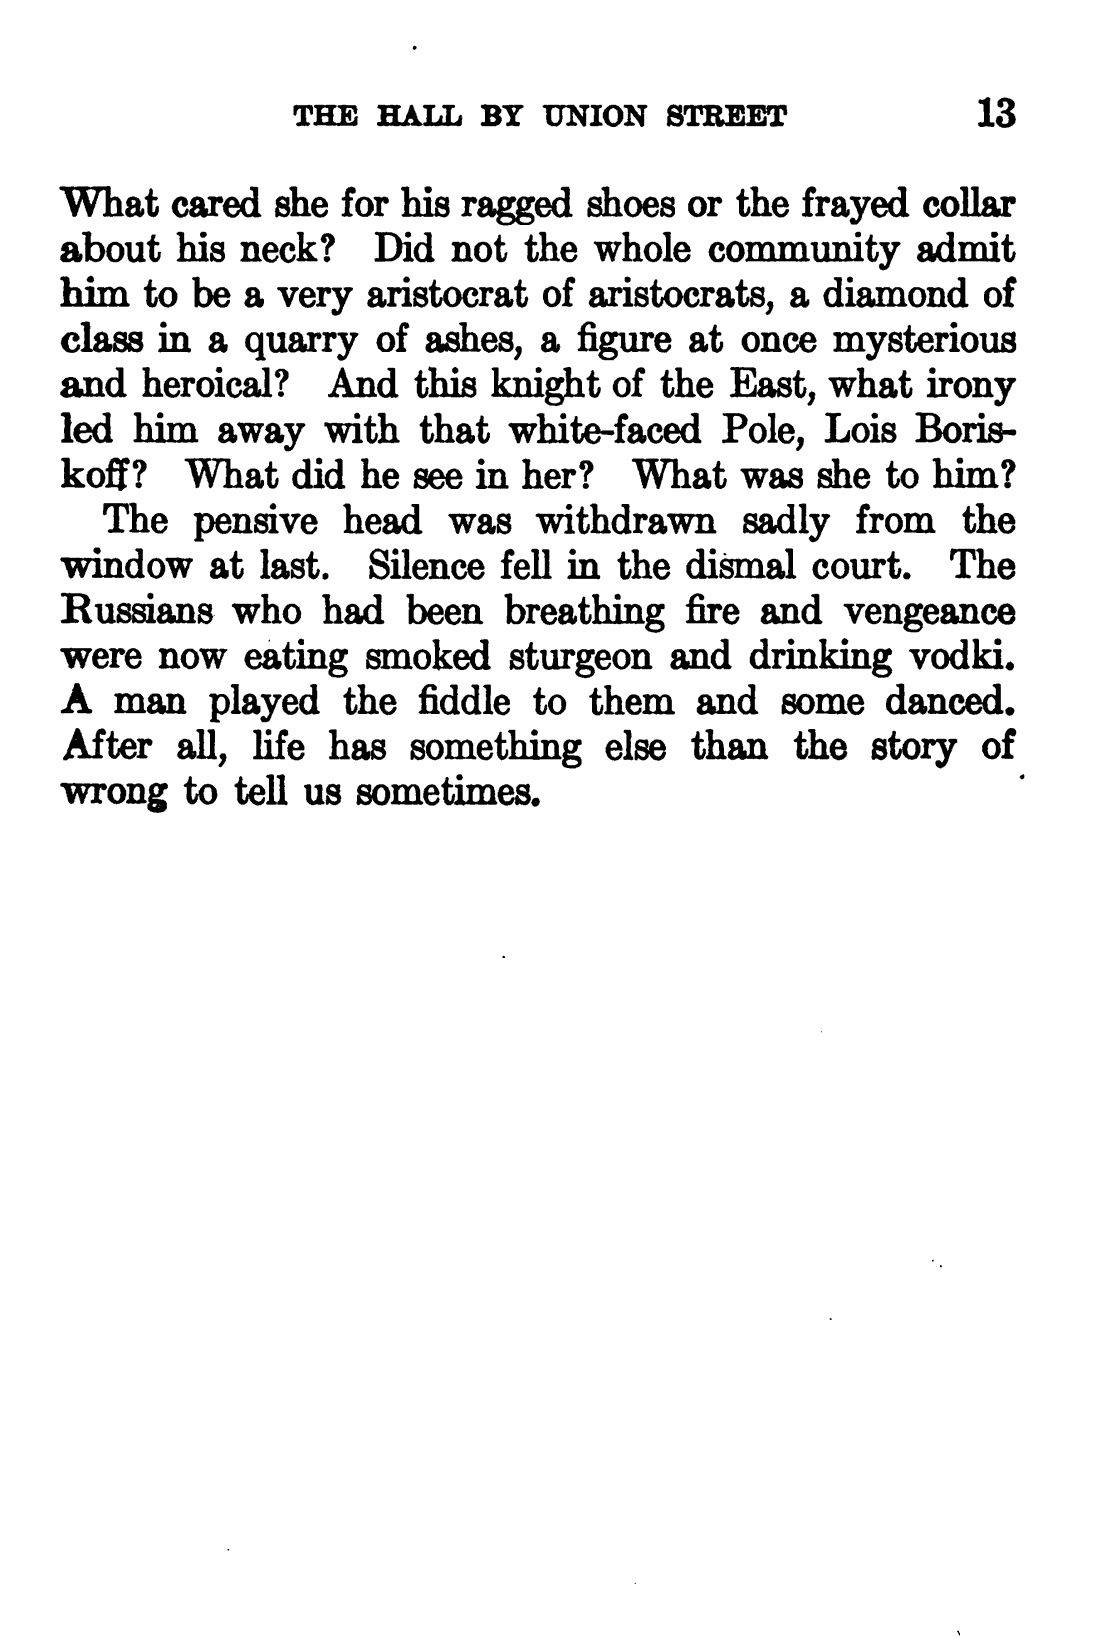 THE HALL BY UNION STREET 13
What cared she for his ragged shoes or the frayed collar
about his neck? Did not the whole community admit
him to be a very aristocrat of aristocrats, a diamond of
class in a quarry of ashes, a figure at once mysterious
and heroical? And this knight of the East, what irony
led him away with that white-faced Pole, Lois Boris-
koff? What did he see in her? What was she to him?
The pensive head was withdrawn sadly from the
window at last. Silence fell in the dismal court. The
Russians who had been breathing fire and vengeance
were now eating smoked sturgeon and drinking vodki.
A man played the fiddle to them and some danced.
After all, life has something else than the story of
wrong to tell us sometimes.